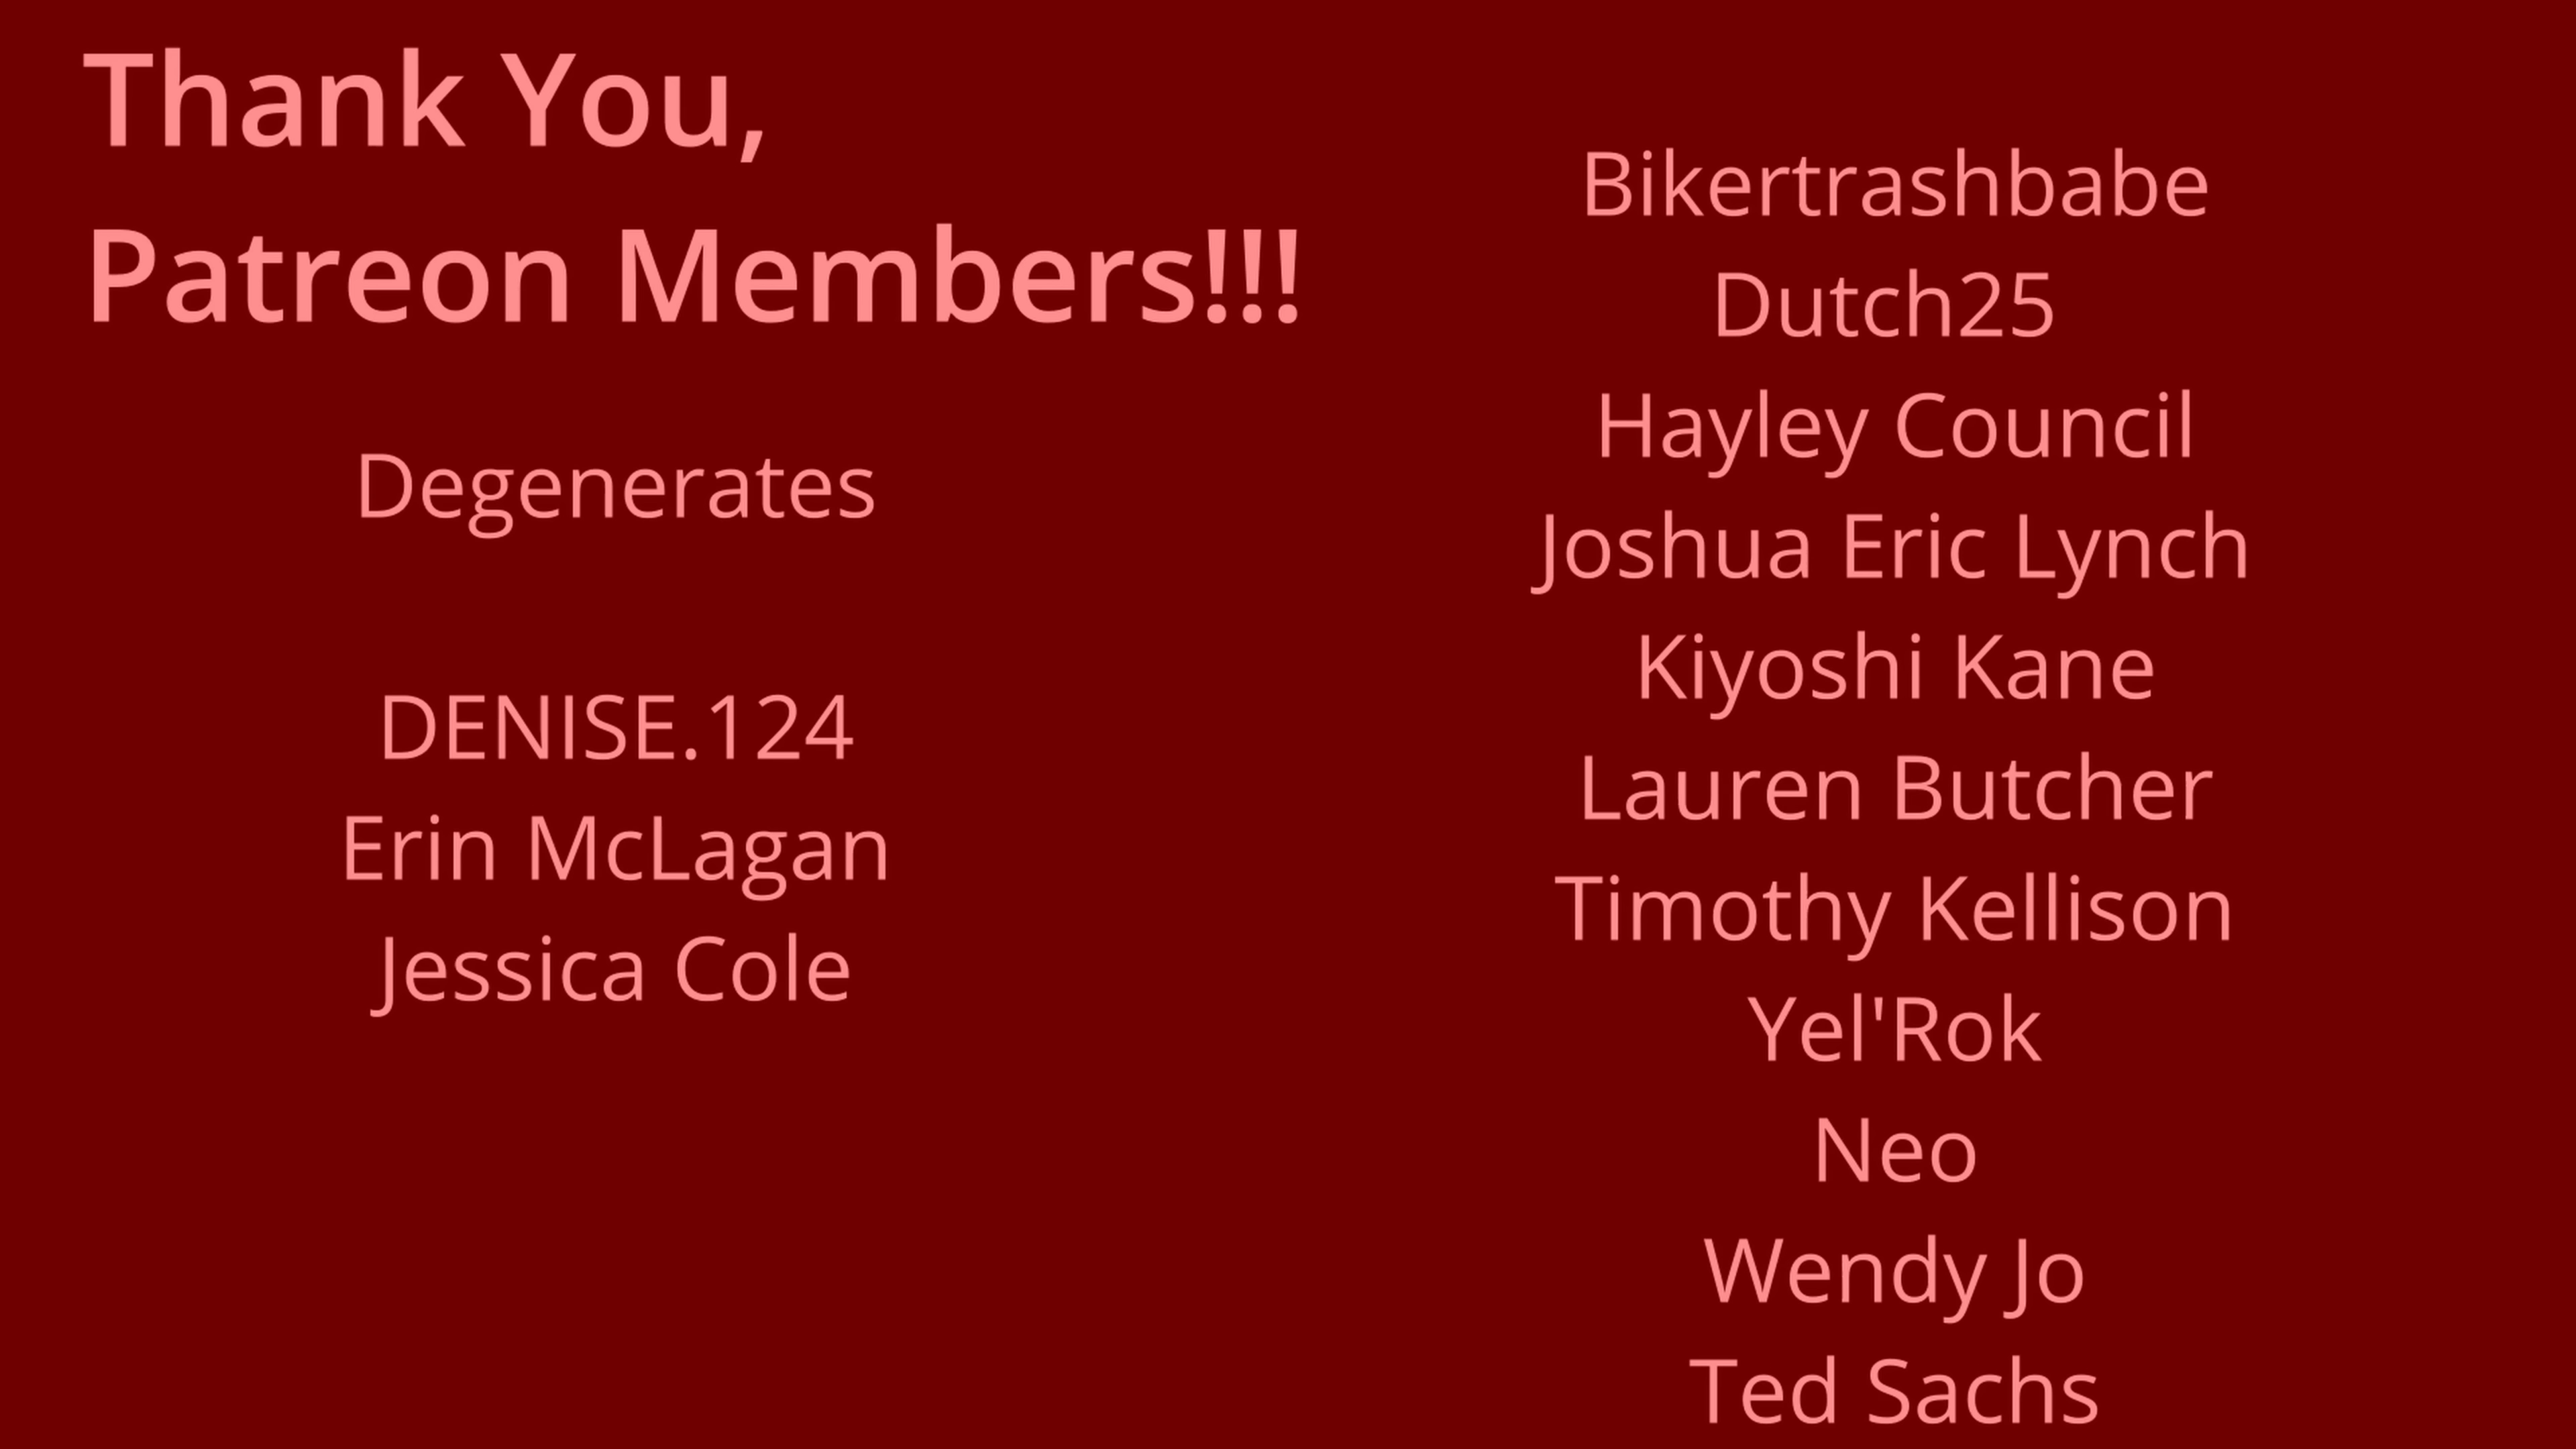 Thank You,
Patreon Members!!!
Degenerates
DENISE.124
Erin McLagan
Jessica Cole
Bikertrashbabe
Dutch25
Hayley Council
Joshua Eric Lynch
Kiyoshi Kane
Lauren Butcher
Timothy Kellison
Yel'Rok
Neo
Wendy Jo
Ted Sachs